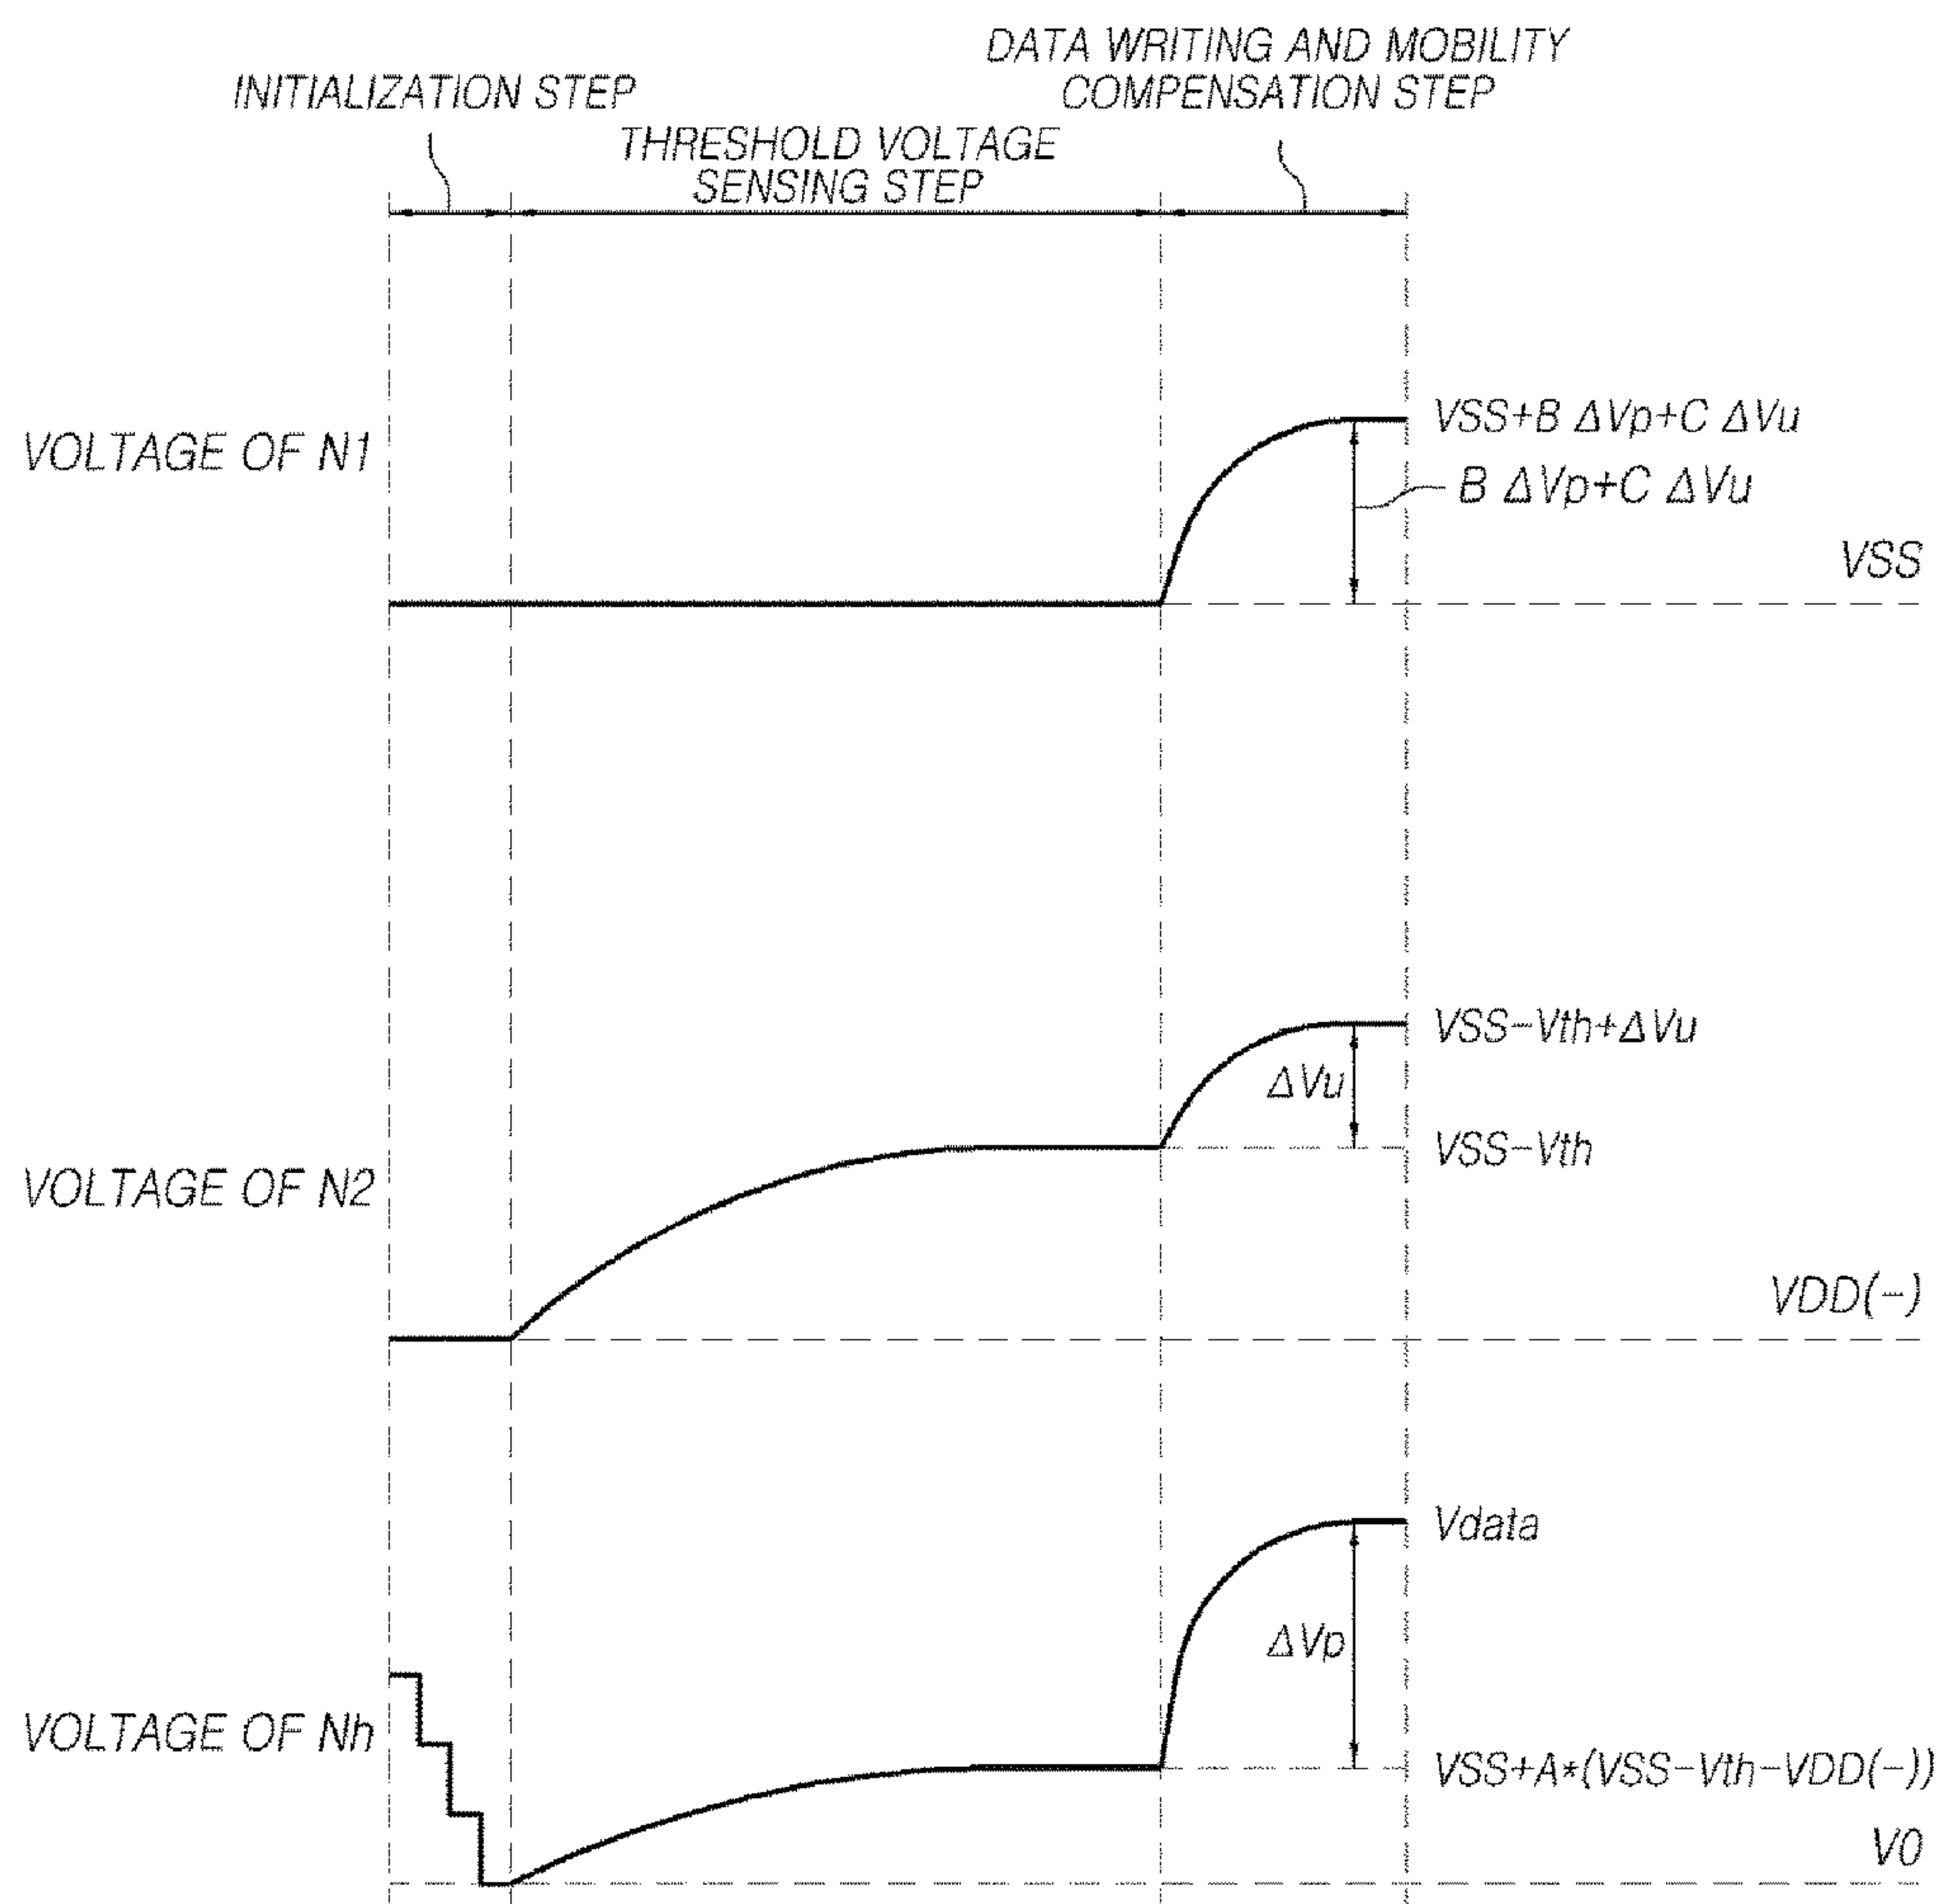 DATA WRITING AND MOBILITY
COMPENSATION STEP
INITIALIZATION STEP
THRESHOLD VOLTAGE
SENSING STEP
VOLTAGE OF N1
VSS+B ΔVp+C ΔVu
B ΔVp+C ΔVu
VSS
VOLTAGE OF N2
VSS-Vth+ΔVu
ΔVu
VSS-Vth
VDD(-)
VOLTAGE OF Nh
Vdata
ΔVp
VSS+A*(VSS-Vth-VDD(-))
V0